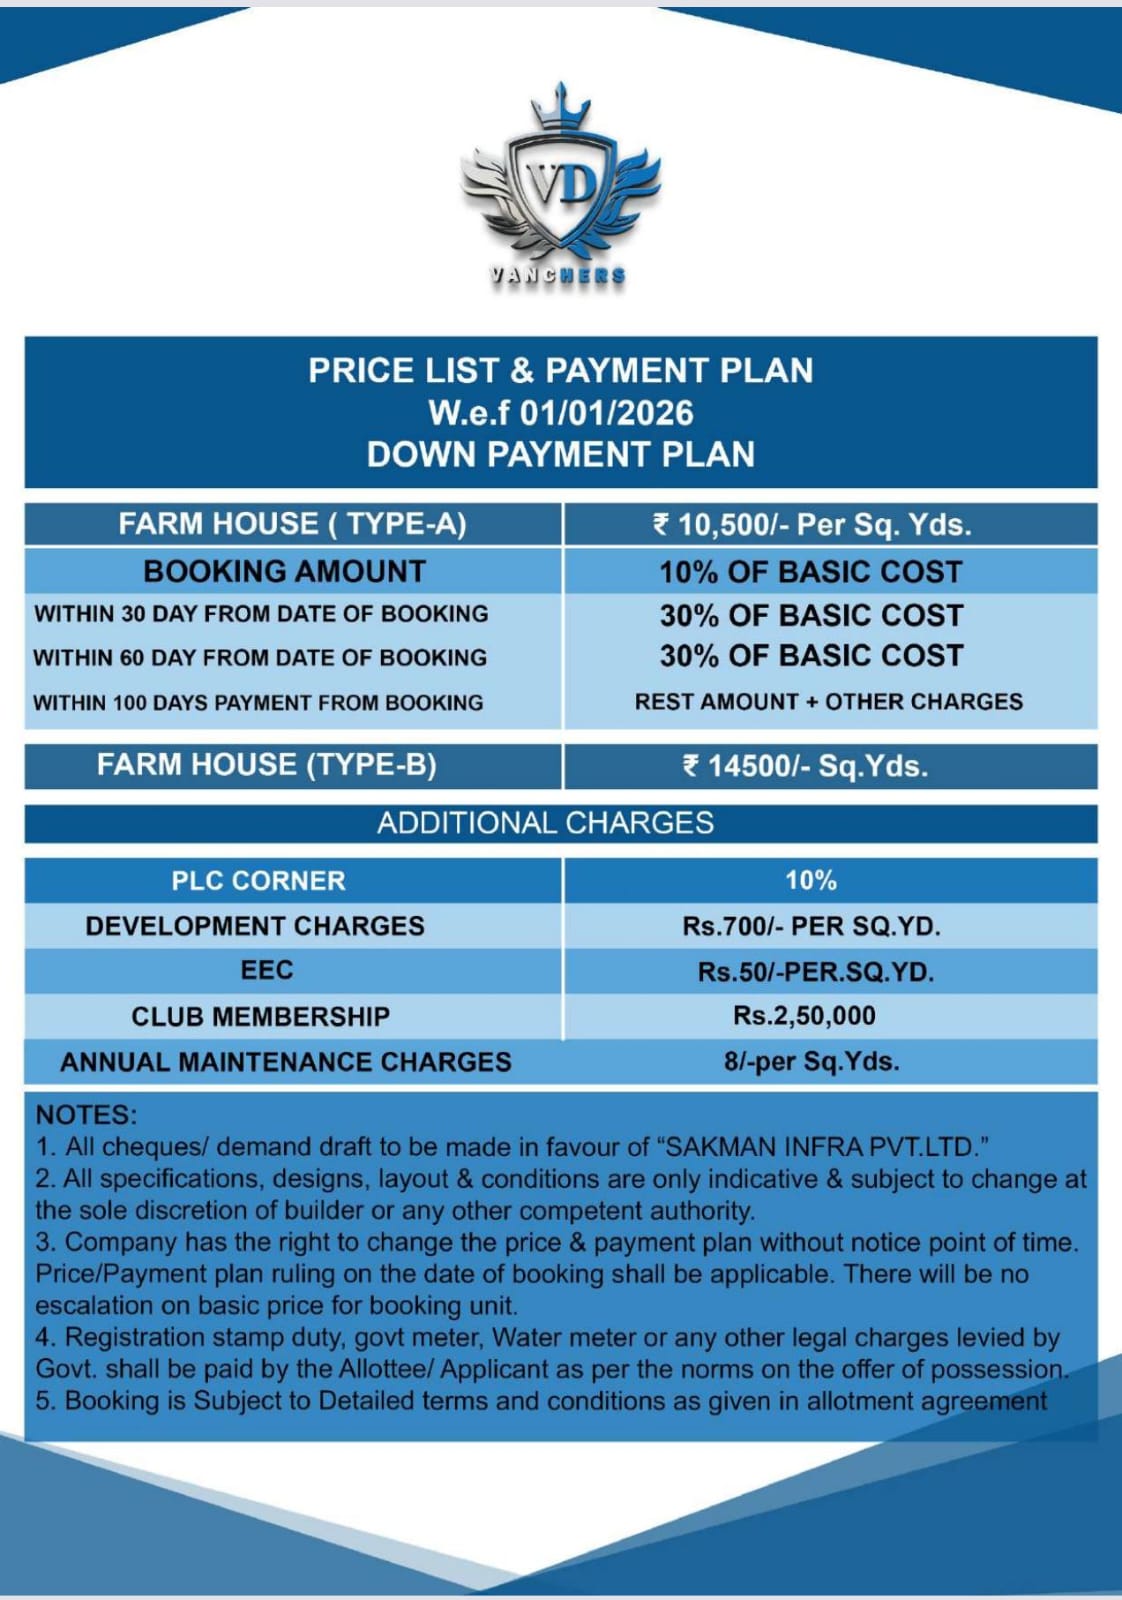 VD
VANCHERS
PRICE LIST & PAYMENT PLAN
W.e.f 01/01/2026
DOWN PAYMENT PLAN
FARM HOUSE ( TYPE-A) ₹ 10,500/- Per Sq. Yds.
BOOKING AMOUNT 10% OF BASIC COST
WITHIN 30 DAY FROM DATE OF BOOKING 30% OF BASIC COST
WITHIN 60 DAY FROM DATE OF BOOKING 30% OF BASIC COST
WITHIN 100 DAYS PAYMENT FROM BOOKING REST AMOUNT + OTHER CHARGES
FARM HOUSE (TYPE-B) ₹ 14500/- Sq.Yds.
ADDITIONAL CHARGES
PLC CORNER 10%
DEVELOPMENT CHARGES Rs.700/- PER SQ.YD.
EEC Rs.50/-PER.SQ.YD.
CLUB MEMBERSHIP Rs.2,50,000
ANNUAL MAINTENANCE CHARGES 8/-per Sq.Yds.
NOTES:
1. All cheques/ demand draft to be made in favour of “SAKMAN INFRA PVT.LTD.”
2. All specifications, designs, layout & conditions are only indicative & subject to change at
the sole discretion of builder or any other competent authority.
3. Company has the right to change the price & payment plan without notice point of time.
Price/Payment plan ruling on the date of booking shall be applicable. There will be no
escalation on basic price for booking unit.
4. Registration stamp duty, govt meter, Water meter or any other legal charges levied by
Govt. shall be paid by the Allottee/ Applicant as per the norms on the offer of possession.
5. Booking is Subject to Detailed terms and conditions as given in allotment agreement